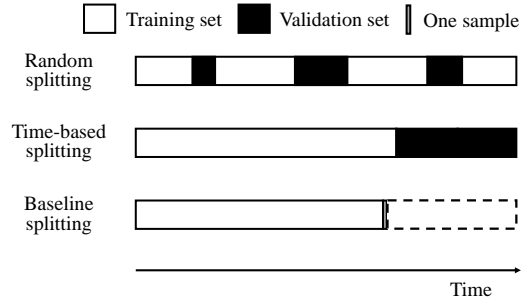 Training set Validation set One sample
Random
splitting
Time-based
splitting
Baseline
splitting
Time